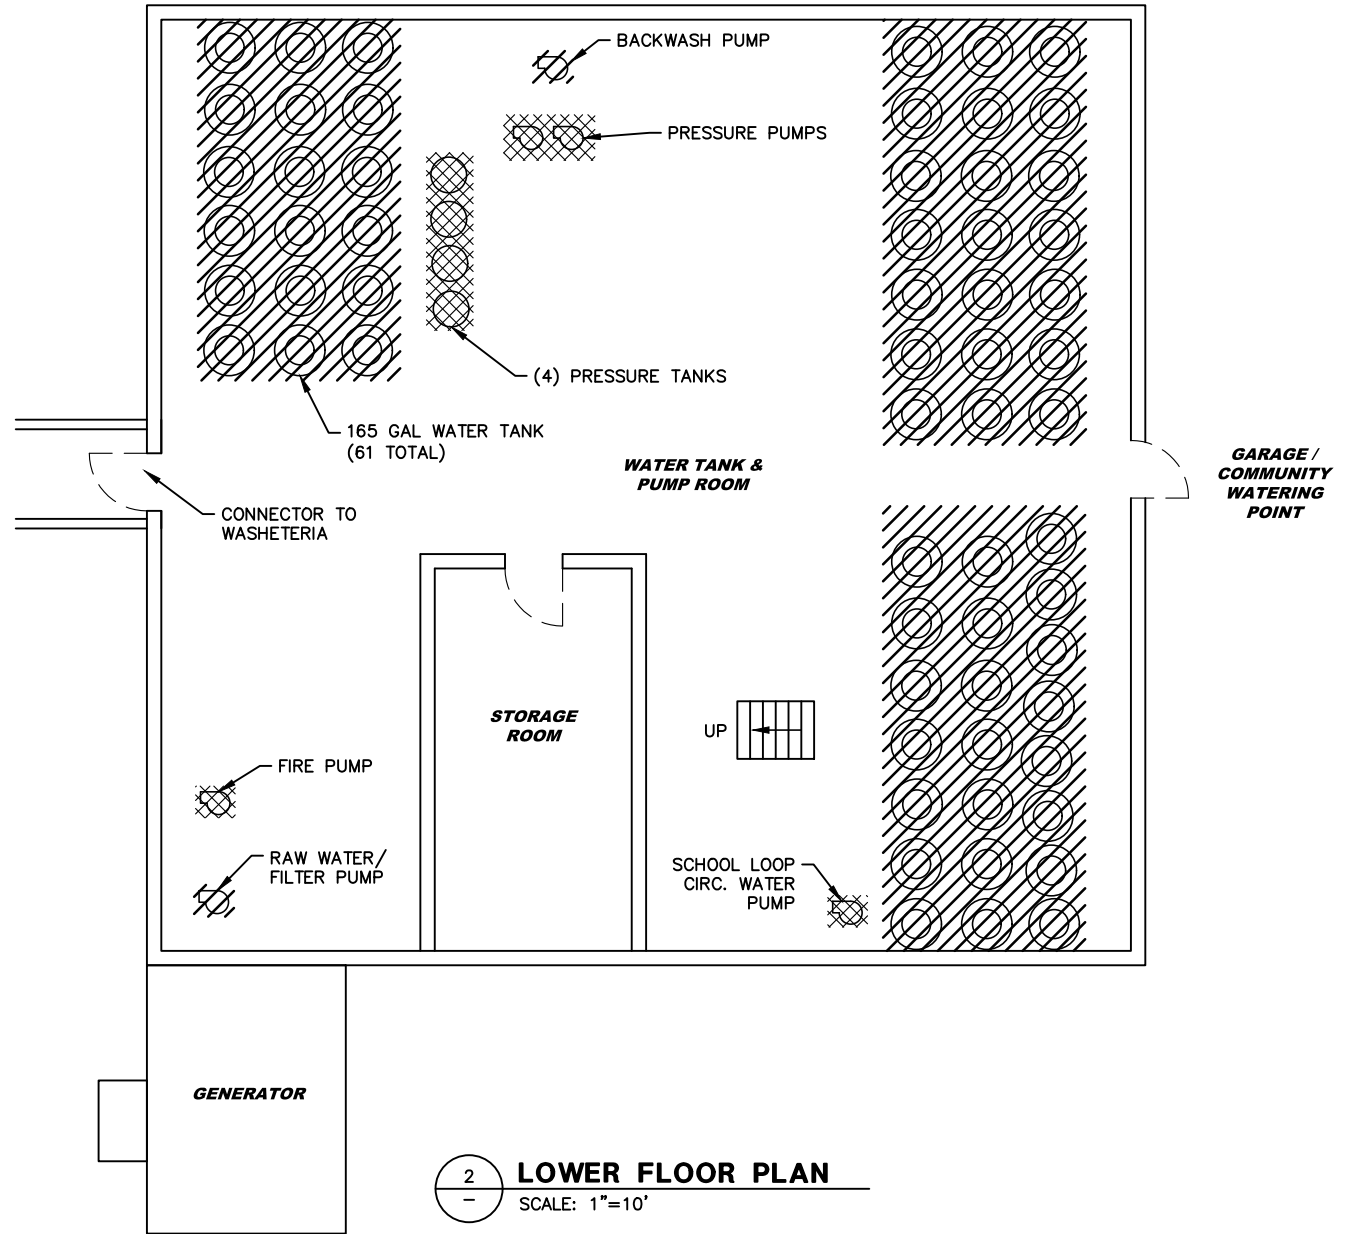 BACKWASH PUMP
PRESSURE PUMPS
(4) PRESSURE TANKS
165 GAL WATER TANK
(61 TOTAL)
WATER TANK &
PUMP ROOM
GARAGE /
COMMUNITY
WATERING
POINT
CONNECTOR TO
WASHETERIA
STORAGE
ROOM
UP
FIRE PUMP
RAW WATER/
FILTER PUMP
SCHOOL LOOP
CIRC. WATER
PUMP
GENERATOR
2
–
LOWER FLOOR PLAN
SCALE: 1"=10'